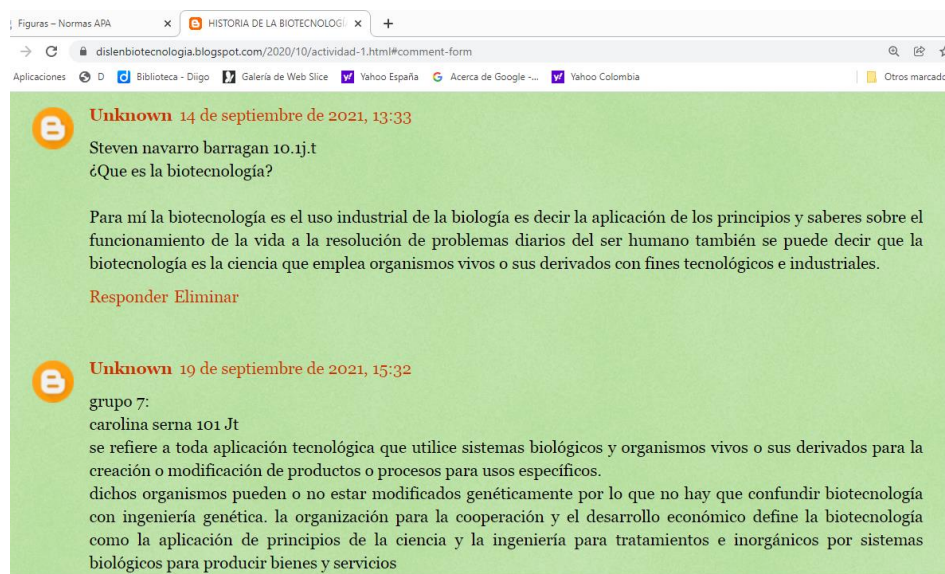 Figuras – Normas APA
HISTORIA DE LA BIOTECNOLOGI
dislenbiotecnologia.blogspot.com/2020/10/actividad-1.html#comment-form
Aplicaciones D Biblioteca - Diigo Galería de Web Slice Yahoo España Acerca de Google -... Yahoo Colombia Otros marcado
Unknown 14 de septiembre de 2021, 13:33
Steven navarro barragan 10.1j.t
¿Que es la biotecnología?
Para mí la biotecnología es el uso industrial de la biología es decir la aplicación de los principios y saberes sobre el
funcionamiento de la vida a la resolución de problemas diarios del ser humano también se puede decir que la
biotecnología es la ciencia que emplea organismos vivos o sus derivados con fines tecnológicos e industriales.
Responder Eliminar
Unknown 19 de septiembre de 2021, 15:32
grupo 7:
carolina serna 101 Jt
se refiere a toda aplicación tecnológica que utilice sistemas biológicos y organismos vivos o sus derivados para la
creación o modificación de productos o procesos para usos específicos.
dichos organismos pueden o no estar modificados genéticamente por lo que no hay que confundir biotecnología
con ingeniería genética. la organización para la cooperación y el desarrollo económico define la biotecnología
como la aplicación de principios de la ciencia y la ingeniería para tratamientos e inorgánicos por sistemas
biológicos para producir bienes y servicios